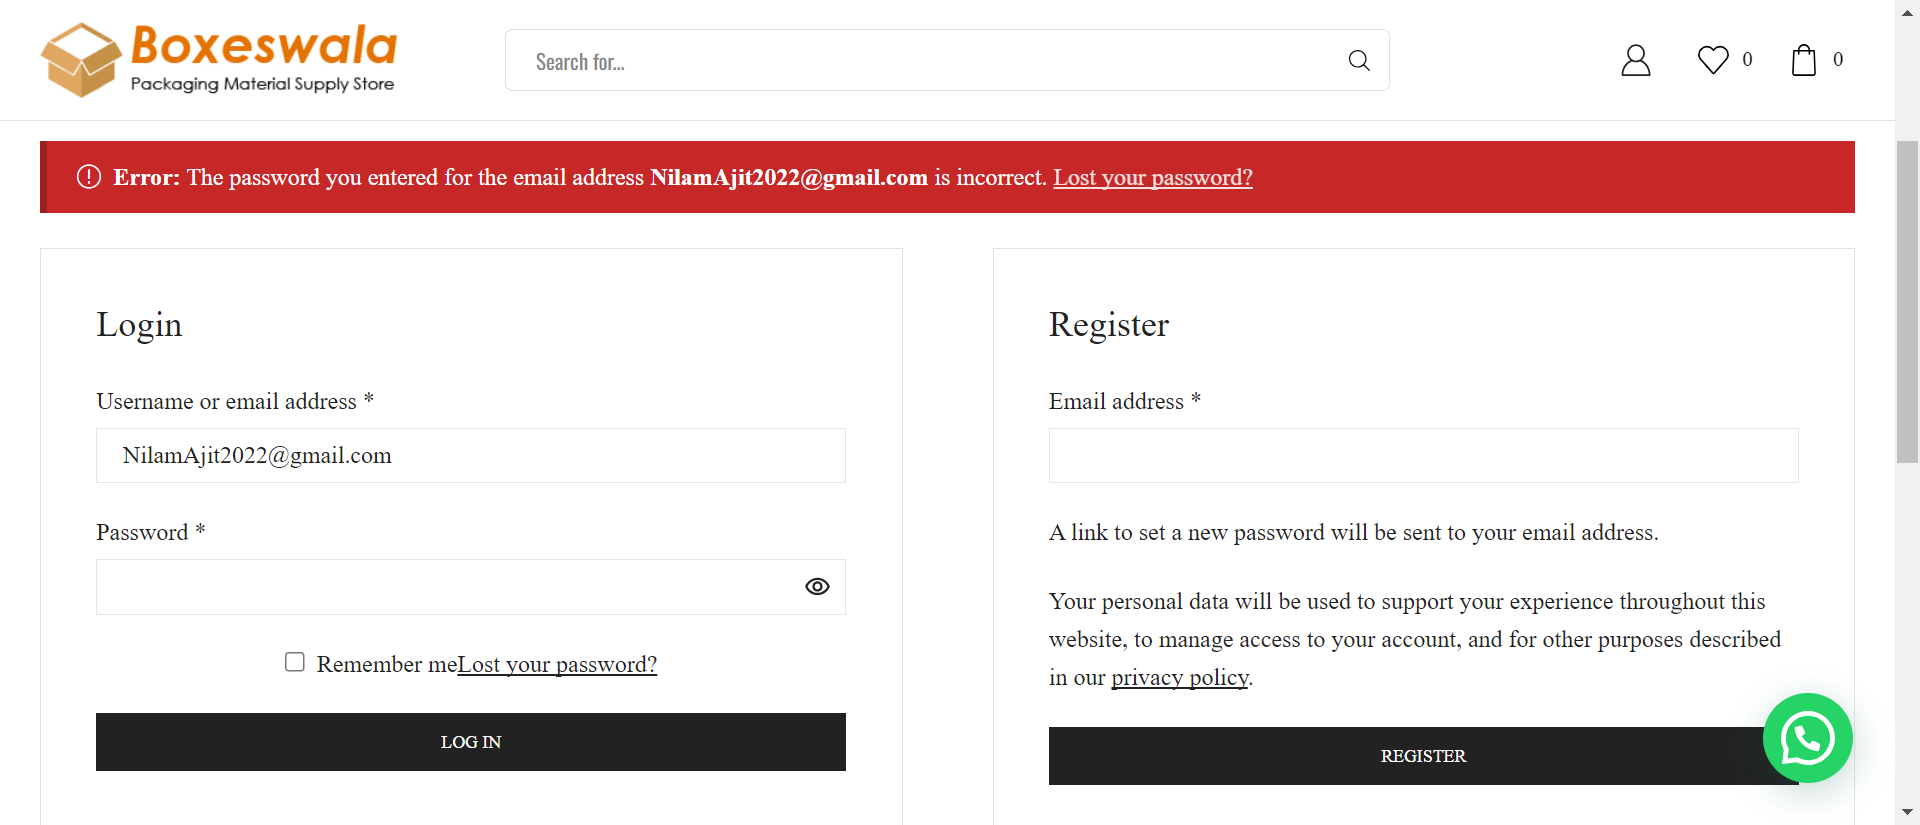 Boxeswala
Packaging Material Supply Store
Search for...
0
0
Error: The password you entered for the email address NilamAjit2022@gmail.com is incorrect. Lost your password?
Login
Username or email address *
NilamAjit2022@gmail.com
Password *
Remember meLost your password?
LOG IN
Register
Email address *
A link to set a new password will be sent to your email address.
Your personal data will be used to support your experience throughout this
website, to manage access to your account, and for other purposes described
in our privacy policy.
REGISTER